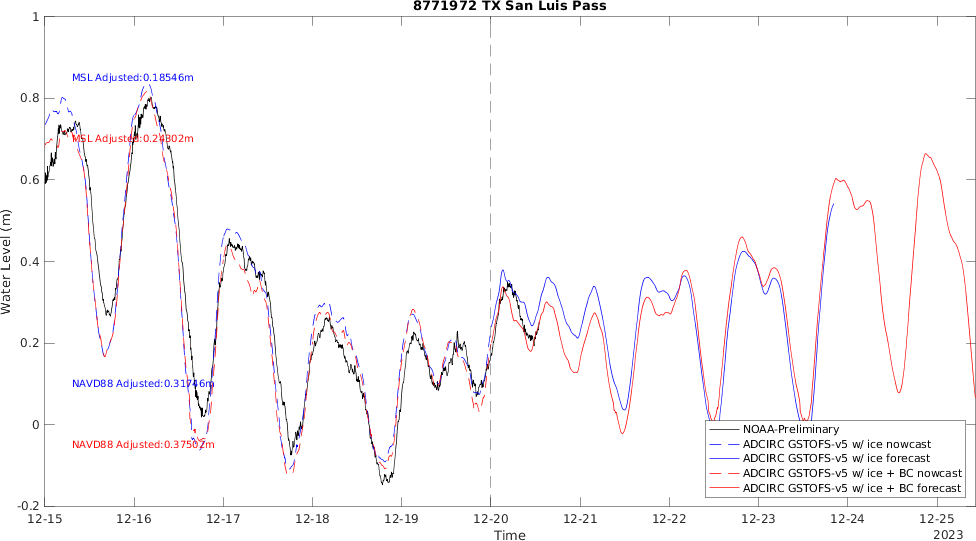 8771972 TX San Luis Pass
1
0.8
0.6
0.4
0.2
0
-0.2
Water Level (m)
MSL Adjusted:0.18546m
MSL Adjusted:0.24302m
NAVD88 Adjusted:0.31746m
NAVD88 Adjusted:0.37502m
NOAA-Preliminary
ADCIRC GSTOFS-v5 w/ ice nowcast
ADCIRC GSTOFS-v5 w/ ice forecast
ADCIRC GSTOFS-v5 w/ ice + BC nowcast
ADCIRC GSTOFS-v5 w/ ice + BC forecast
12-15 12-16 12-17 12-18 12-19 12-20 12-21 12-22 12-23 12-24 12-25
Time
2023